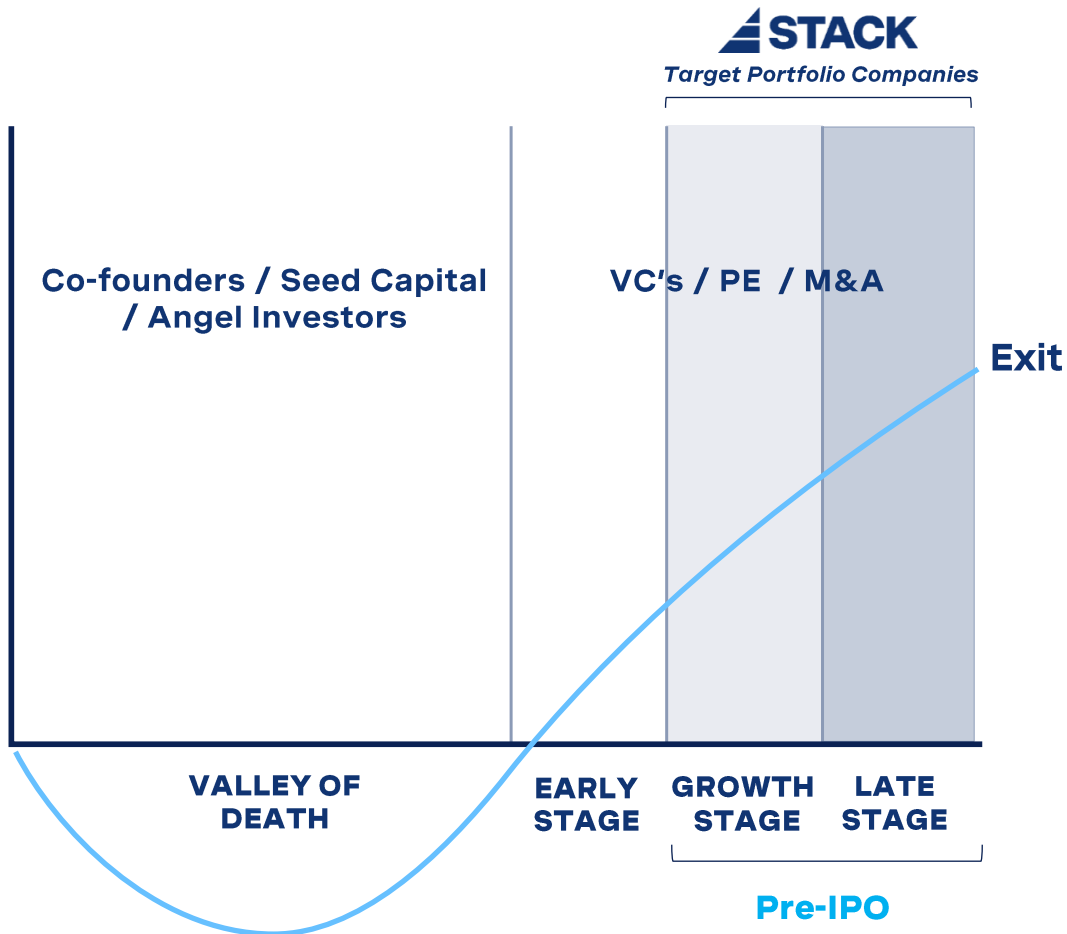 STACK
Target Portfolio Companies
Co-founders / Seed Capital
/ Angel Investors
VC's / PE / M&A
Exit
VALLEY OF
DEATH
EARLY
STAGE
GROWTH
STAGE
LATE
STAGE
Pre-IPO